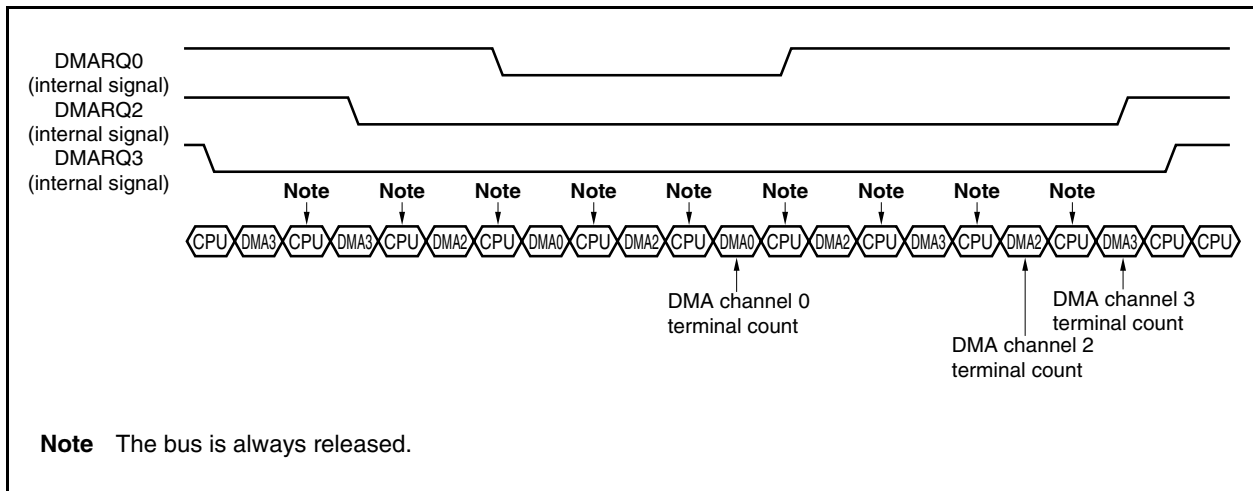 DMARQ0
(internal signal)
DMARQ2
(internal signal)
DMARQ3
(internal signal)
Note Note Note Note Note Note Note Note Note
CPU DMA3 CPU DMA3 CPU DMA2 CPU DMA0 CPU DMA2 CPU DMA0 CPU DMA2 CPU DMA3 CPU DMA2 CPU DMA3 CPU CPU
DMA channel 0
terminal count
DMA channel 3
terminal count
DMA channel 2
terminal count
Note The bus is always released.